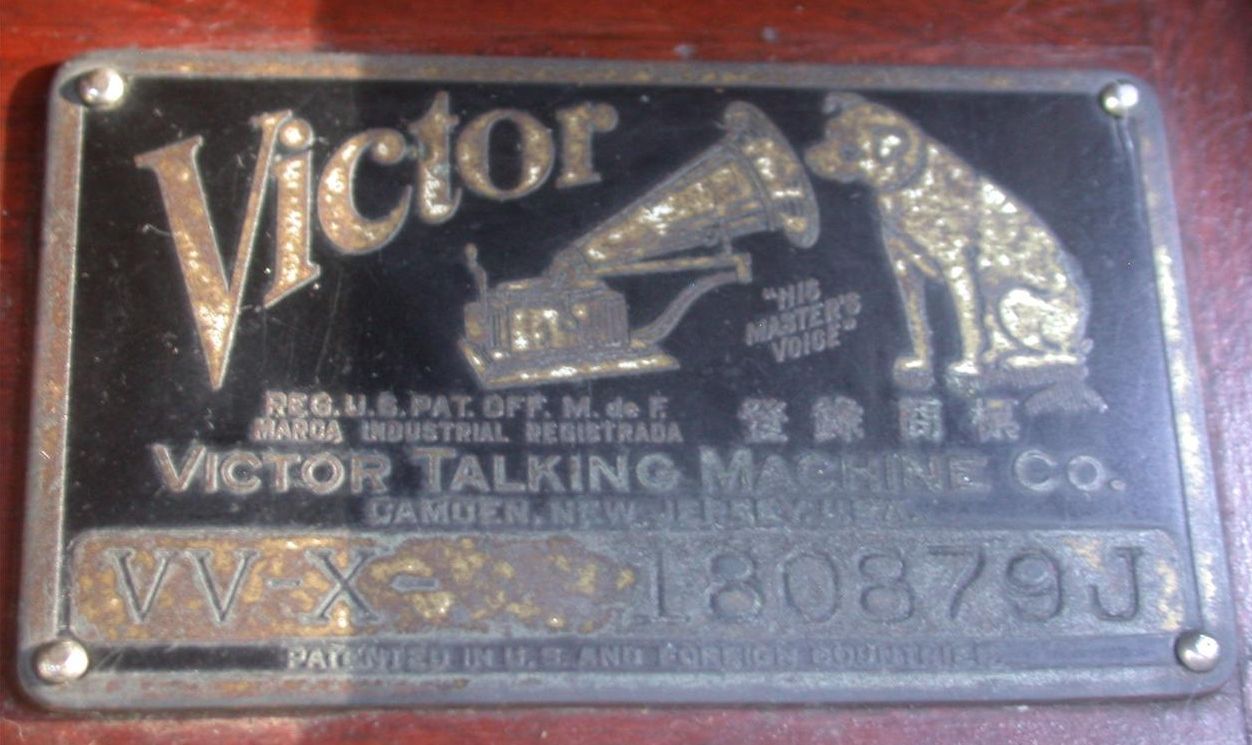 Victor
"HIS
MASTER'S
VOICE"
REG. U.S. PAT. OFF. M. de F.
MARCA INDUSTRIAL REGISTRADA
登錄商標
VICTOR TALKING MACHINE CO.
CAMDEN, NEW JERSEY, U.S.A.
VV-X- 180879J
PATENTED IN U.S. AND FOREIGN COUNTRIES